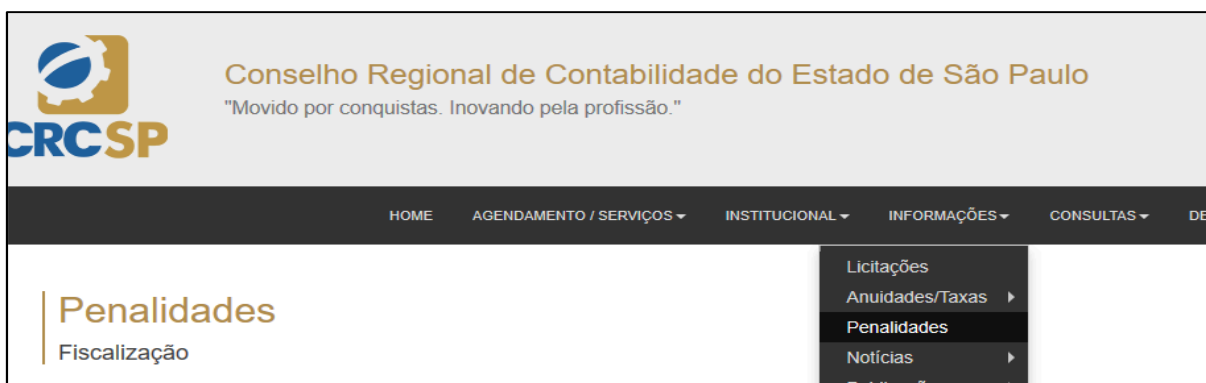 Conselho Regional de Contabilidade do Estado de São Paulo
"Movido por conquistas. Inovando pela profissão."
CRCSP
HOME AGENDAMENTO / SERVIÇOS INSTITUCIONAL INFORMAÇÕES CONSULTAS DE
Licitações
Anuidades/Taxas
Penalidades
Notícias
Penalidades
Fiscalização